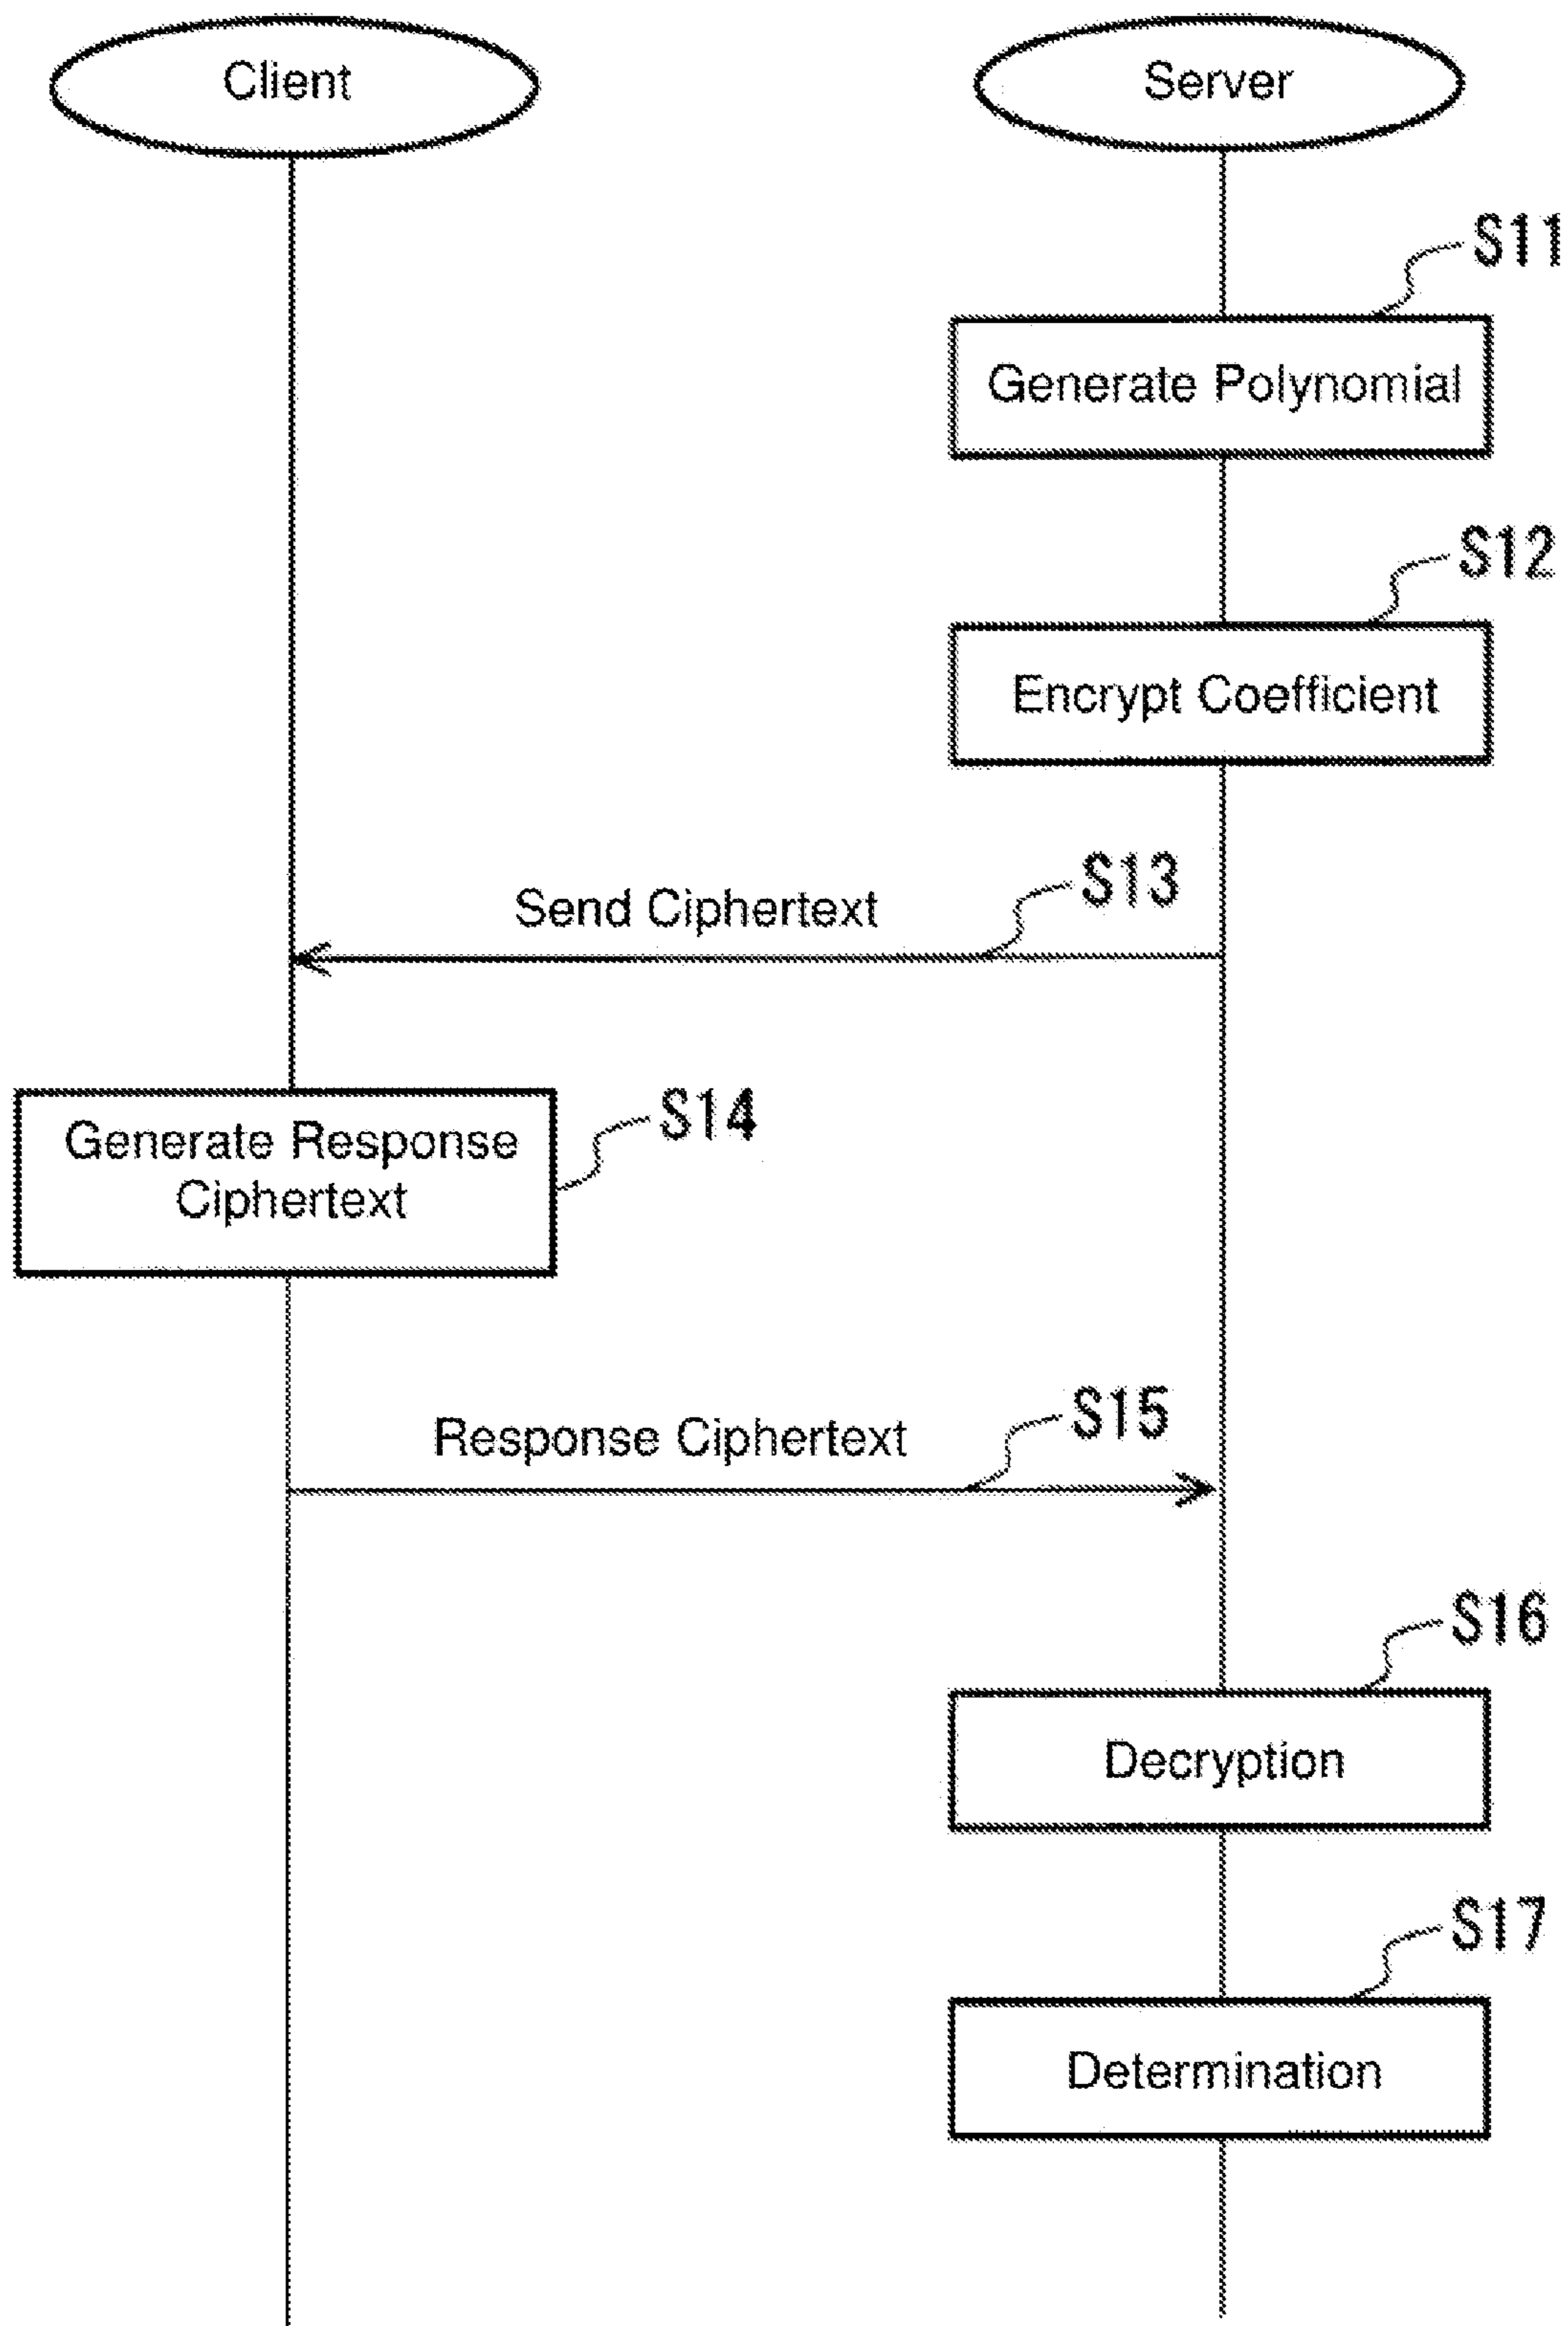 Client
Server
S11
Generate Polynomial
S12
Encrypt Coefficient
S13
Send Ciphertext
S14
Generate Response
Ciphertext
S15
Response Ciphertext
S16
Decryption
S17
Determination